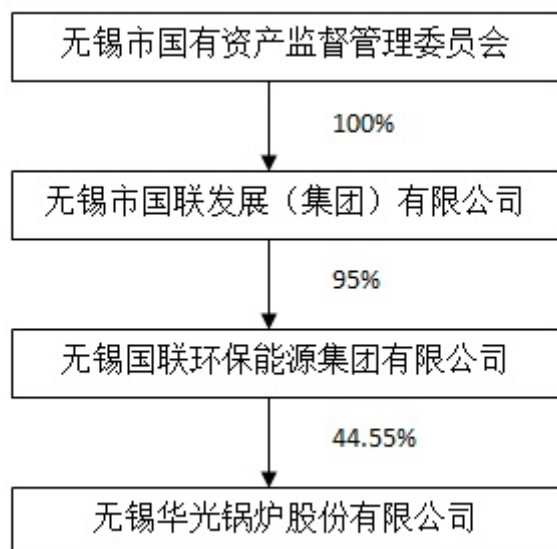 无锡市国有资产监督管理委员会
100%
无锡市国联发展（集团）有限公司
95%
无锡国联环保能源集团有限公司
44.55%
无锡华光锅炉股份有限公司